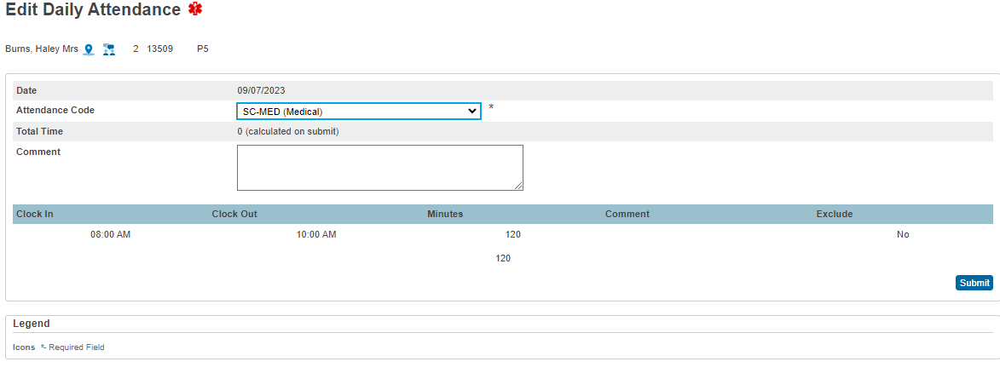 Edit Daily Attendance
Burns, Haley Mrs 2 13509 P5
Date 09/07/2023
Attendance Code SC-MED (Medical) *
Total Time 0 (calculated on submit)
Comment
Clock In Clock Out Minutes Comment Exclude
08:00 AM 10:00 AM 120 No
120
Submit
Legend
Icons *- Required Field